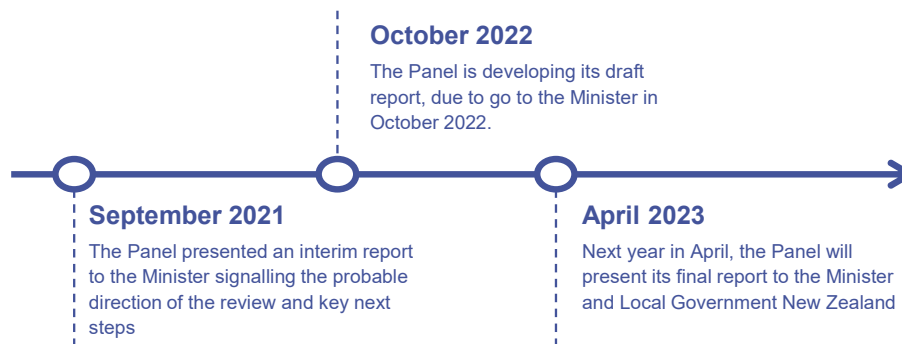 October 2022
The Panel is developing its draft
report, due to go to the Minister in
October 2022.
September 2021
The Panel presented an interim report
to the Minister signalling the probable
direction of the review and key next
steps
April 2023
Next year in April, the Panel will
present its final report to the Minister
and Local Government New Zealand